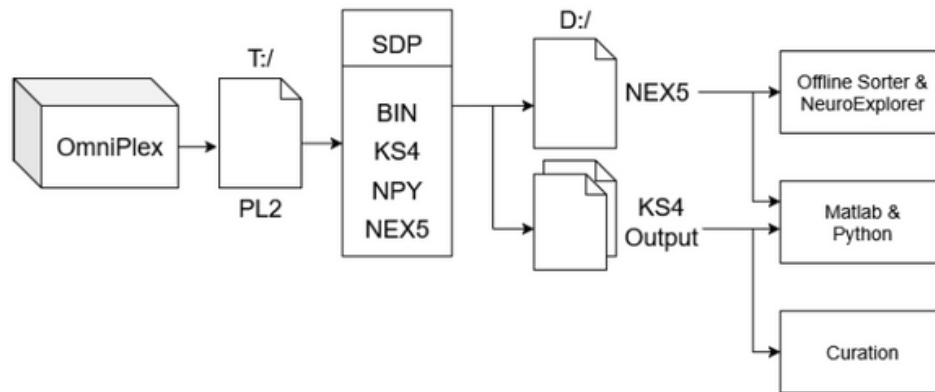 OmniPlex
T:/
PL2
SDP
BIN
KS4
NPY
NEX5
D:/
NEX5
KS4
Output
Offline Sorter &
NeuroExplorer
Matlab &
Python
Curation